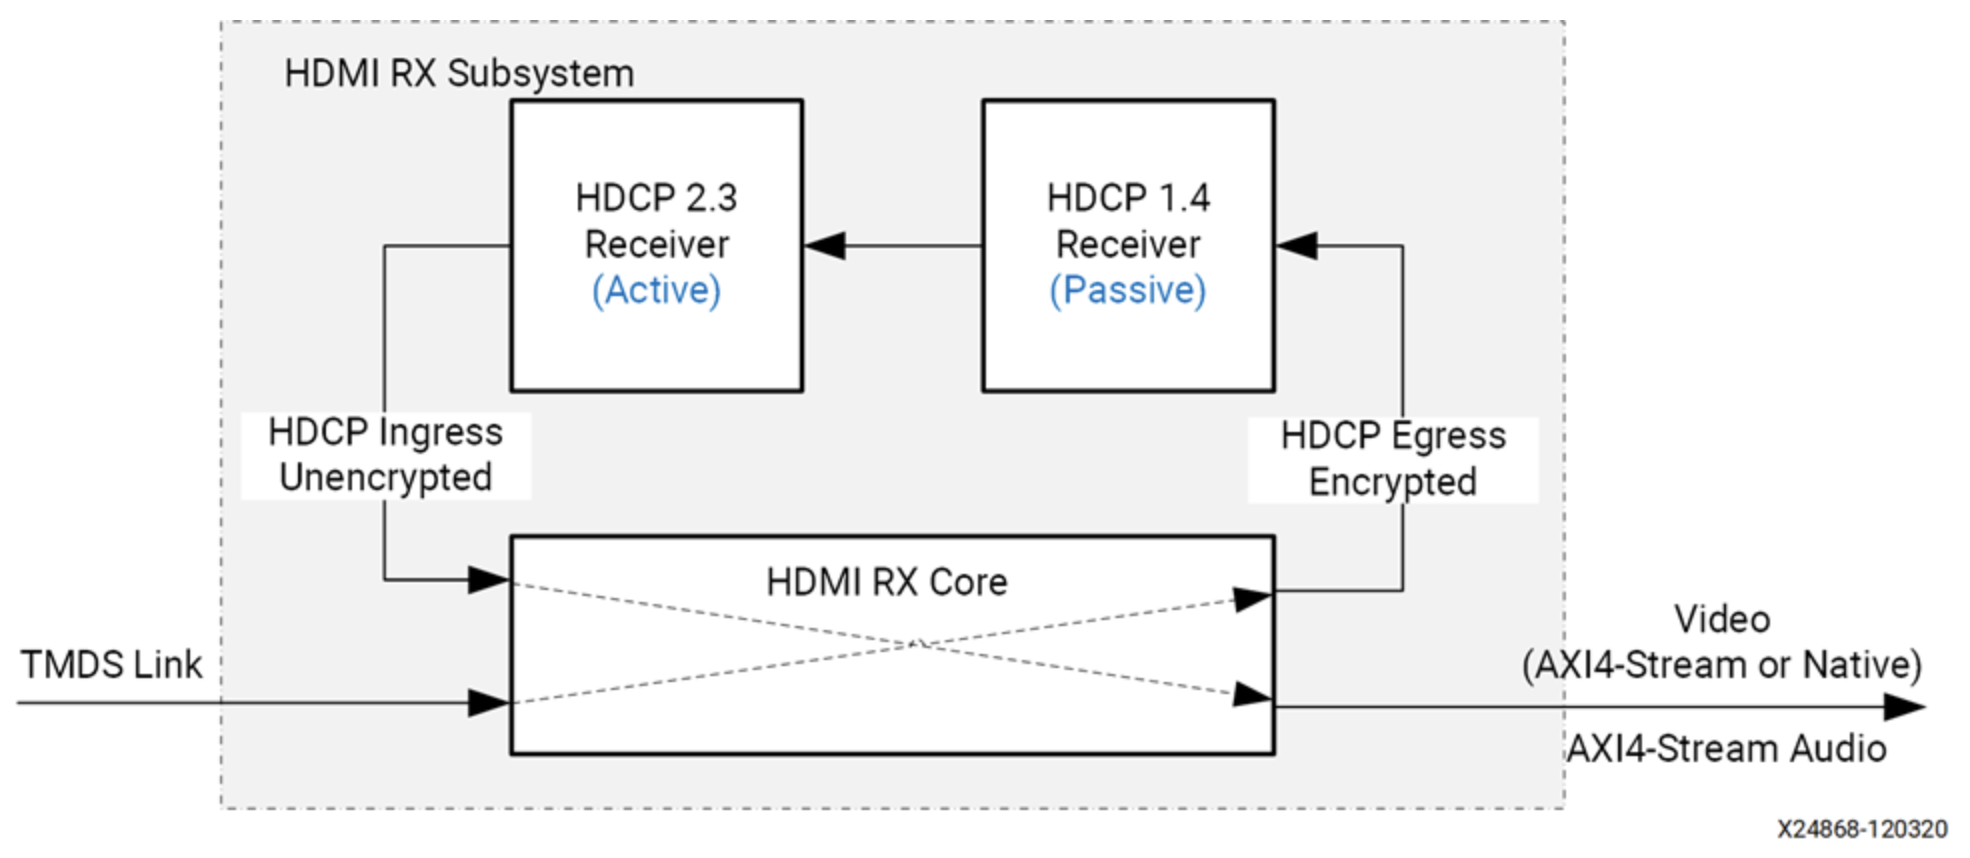 HDMI RX Subsystem
HDCP 2.3
Receiver
(Active)
HDCP 1.4
Receiver
(Passive)
HDCP Ingress
Unencrypted
HDCP Egress
Encrypted
HDMI RX Core
TMDS Link
Video
(AXI4-Stream or Native)
AXI4-Stream Audio
X24868-120320